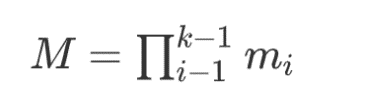 M = ∏_{i-1}^{k-1} m_i